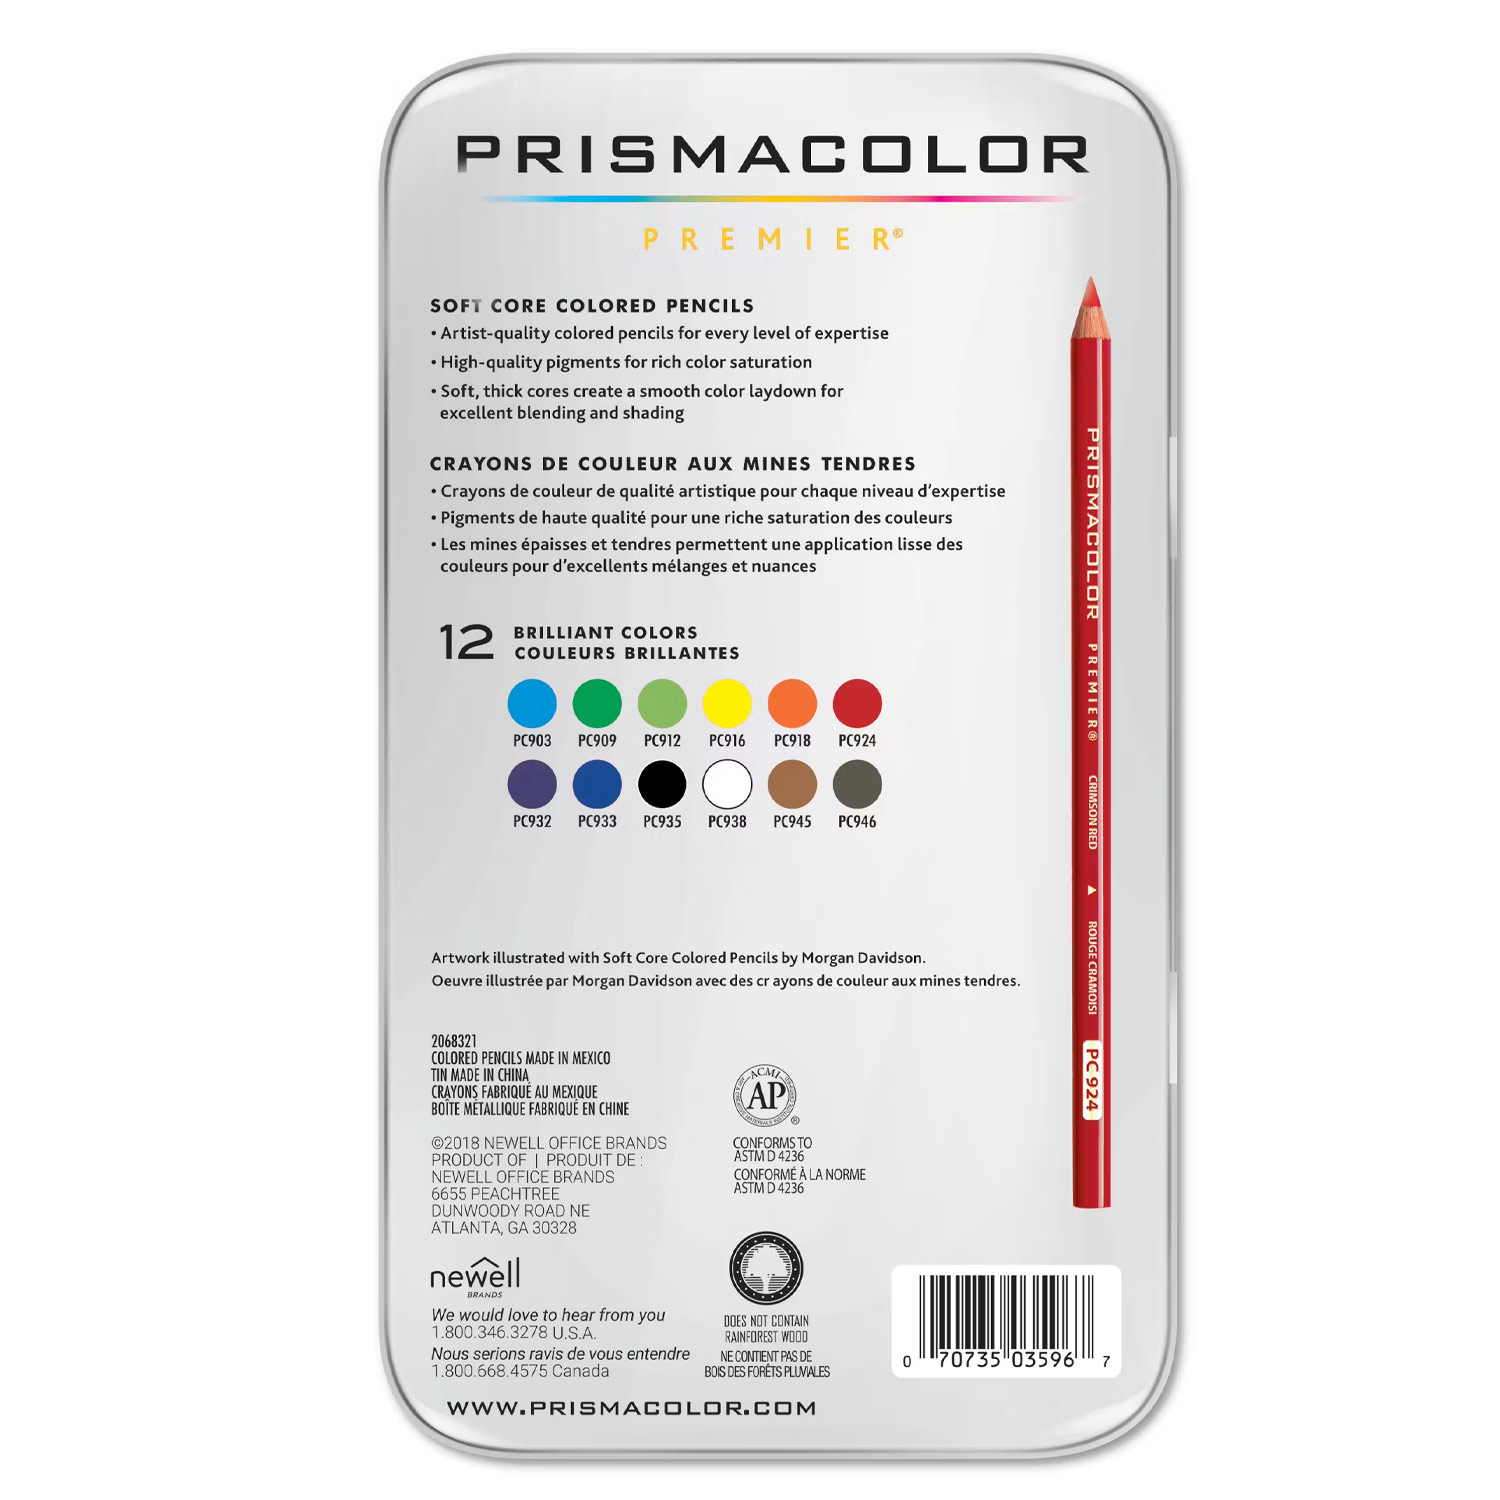 PRISMACOLOR
PREMIER®
SOFT CORE COLORED PENCILS
• Artist-quality colored pencils for every level of expertise
• High-quality pigments for rich color saturation
• Soft, thick cores create a smooth color laydown for
excellent blending and shading
CRAYONS DE COULEUR AUX MINES TENDRES
• Crayons de couleur de qualité artistique pour chaque niveau d'expertise
• Pigments de haute qualité pour une riche saturation des couleurs
• Les mines épaisses et tendres permettent une application lisse des
couleurs pour d'excellents mélanges et nuances
12 BRILLIANT COLORS
COULEURS BRILLANTES
PC903 PC909 PC912 PC916 PC918 PC924
PC932 PC933 PC935 PC938 PC945 PC946
PRISMACOLOR PREMIER® CRIMSON RED ▲ ROUGE CRAMOISI PC924
Artwork illustrated with Soft Core Colored Pencils by Morgan Davidson.
Oeuvre illustrée par Morgan Davidson avec des cr ayons de couleur aux mines tendres.
2068321
COLORED PENCILS MADE IN MEXICO
TIN MADE IN CHINA
CRAYONS FABRIQUÉ AU MEXIQUE
BOÎTE MÉTALLIQUE FABRIQUÉ EN CHINE
©2018 NEWELL OFFICE BRANDS
PRODUCT OF | PRODUIT DE :
NEWELL OFFICE BRANDS
6655 PEACHTREE
DUNWOODY ROAD NE
ATLANTA, GA 30328
newell
BRANDS
We would love to hear from you
1.800.346.3278 U.S.A.
Nous serions ravis de vous entendre
1.800.668.4575 Canada
WWW.PRISMACOLOR.COM
ACMI
AP
®
CONFORMS TO
ASTM D 4236
CONFORMÉ À LA NORME
ASTM D 4236
DOES NOT CONTAIN
RAINFOREST WOOD
NE CONTIENT PAS DE
BOIS DES FORÊTS PLUVIALES
0 70735 03596 7